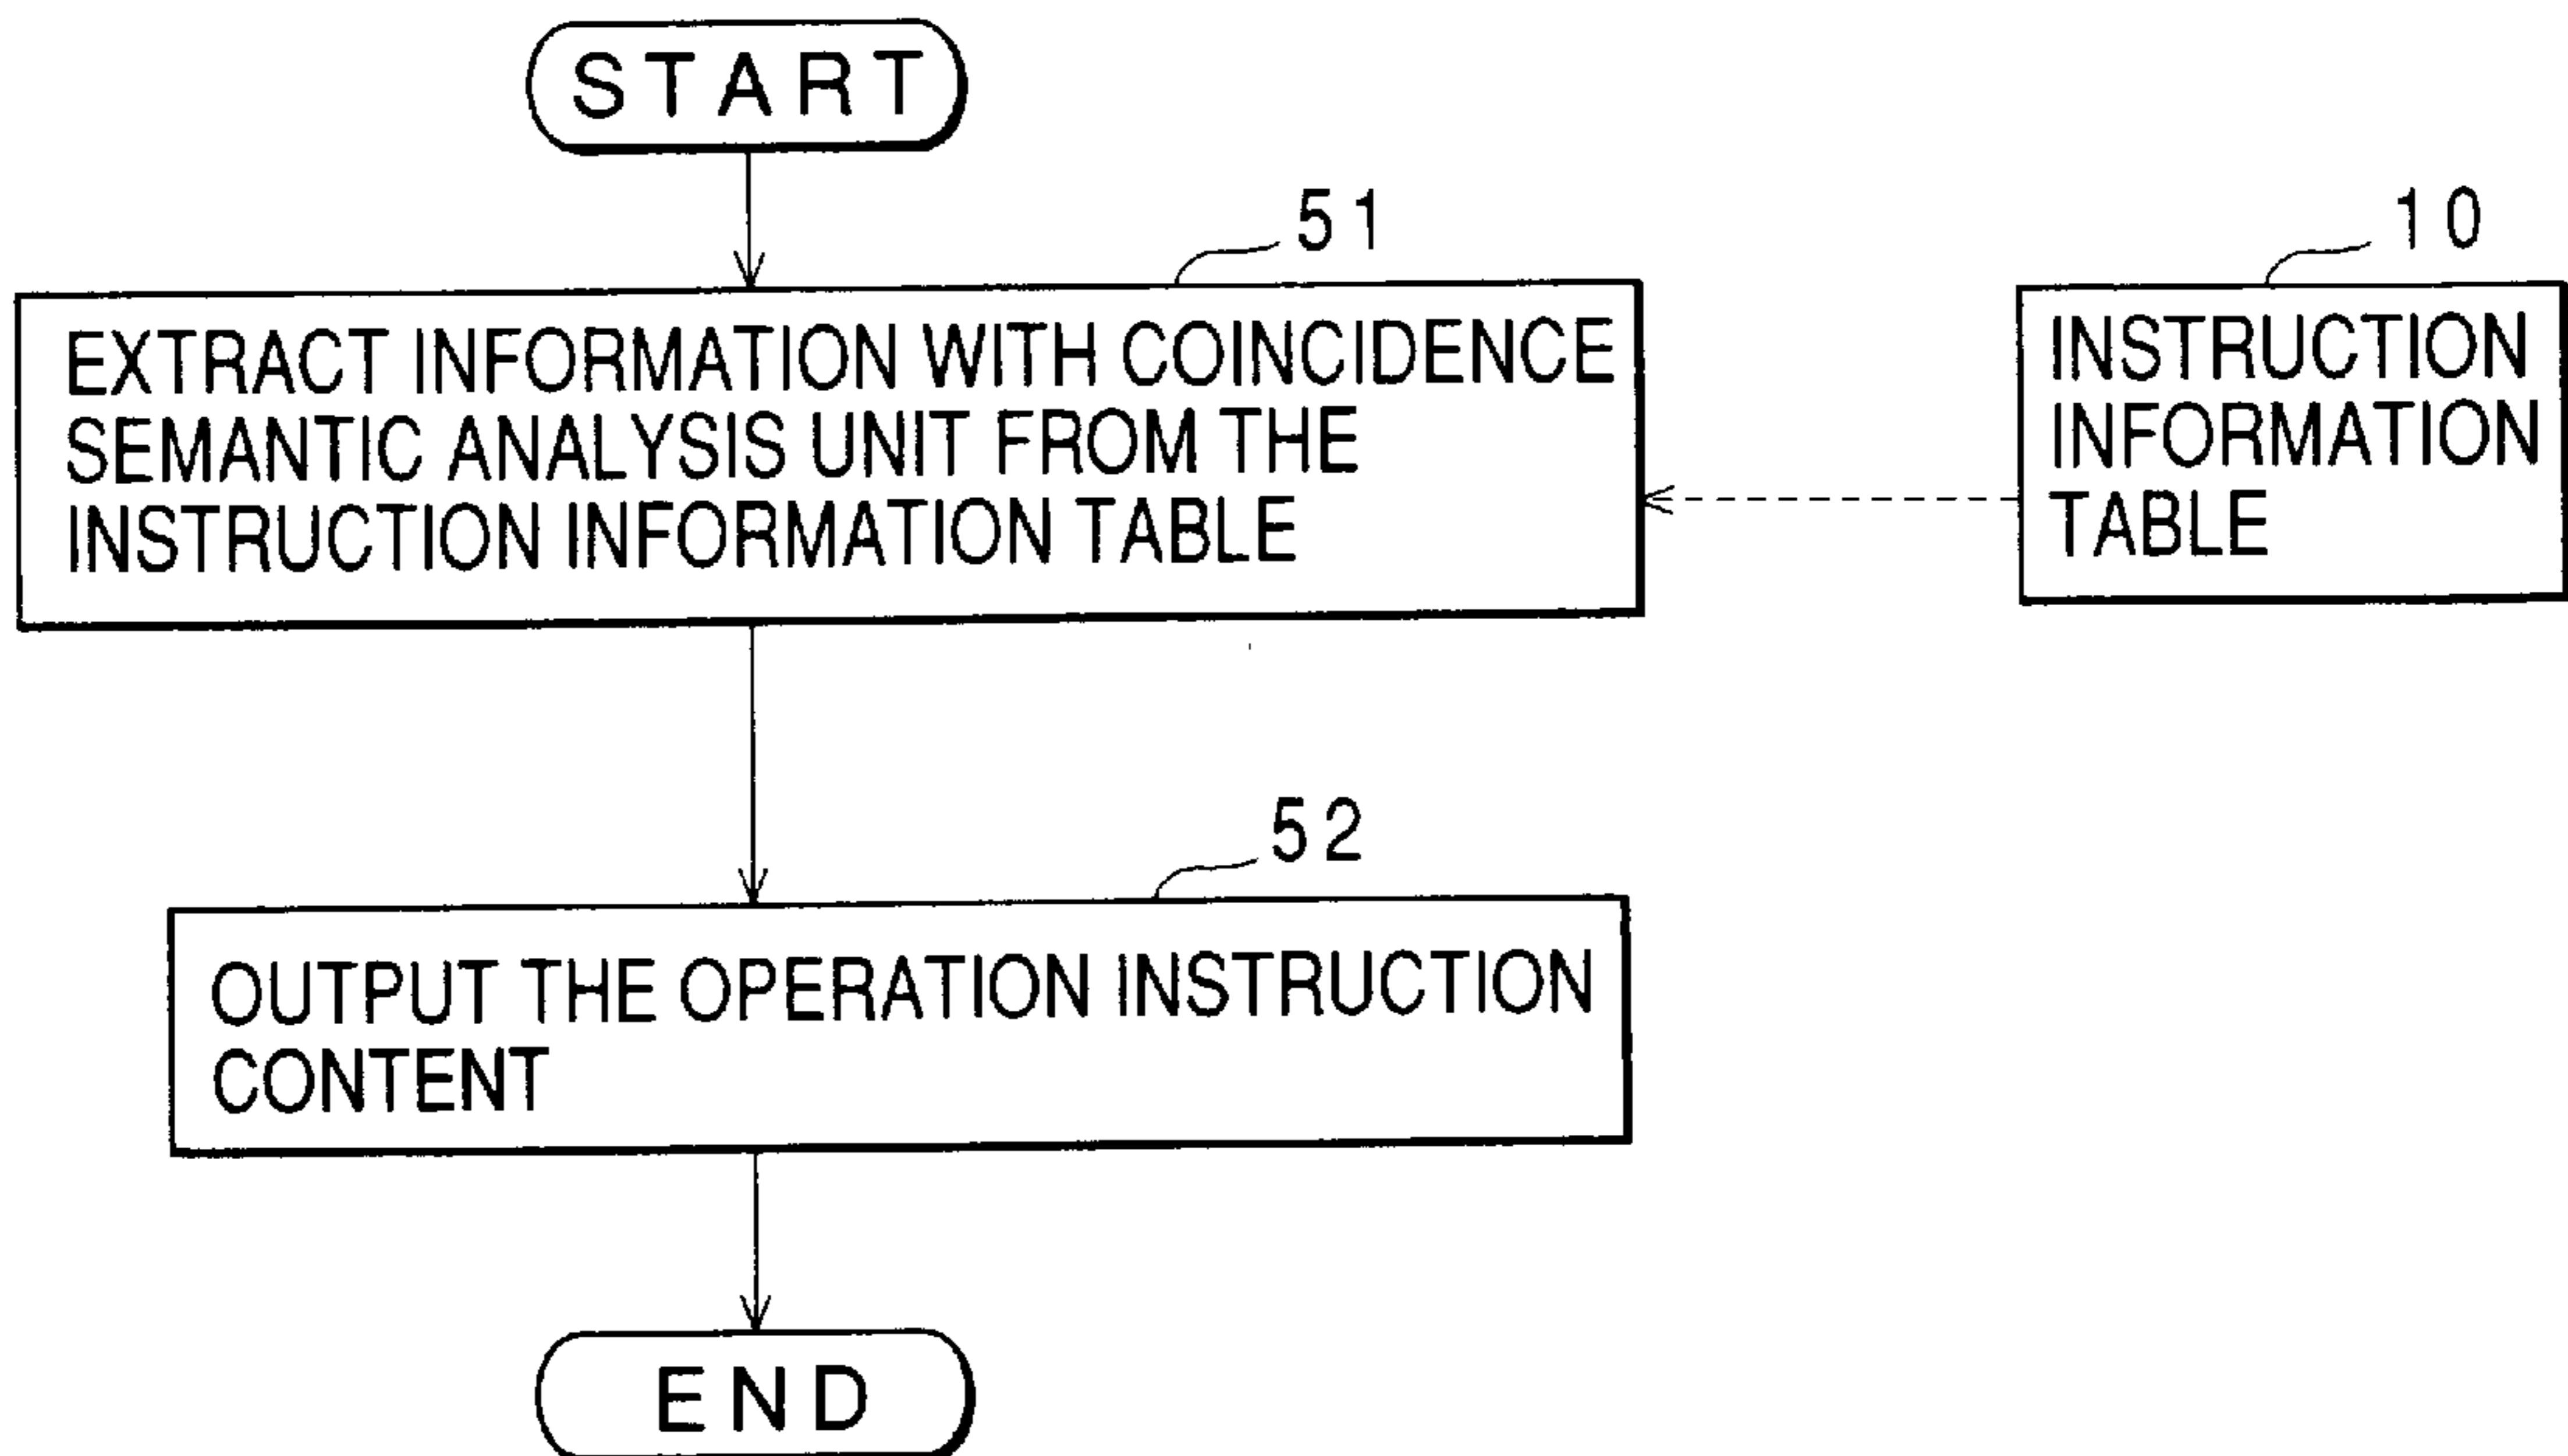 START
51
EXTRACT INFORMATION WITH COINCIDENCE
SEMANTIC ANALYSIS UNIT FROM THE
INSTRUCTION INFORMATION TABLE
10
INSTRUCTION
INFORMATION
TABLE
52
OUTPUT THE OPERATION INSTRUCTION
CONTENT
END